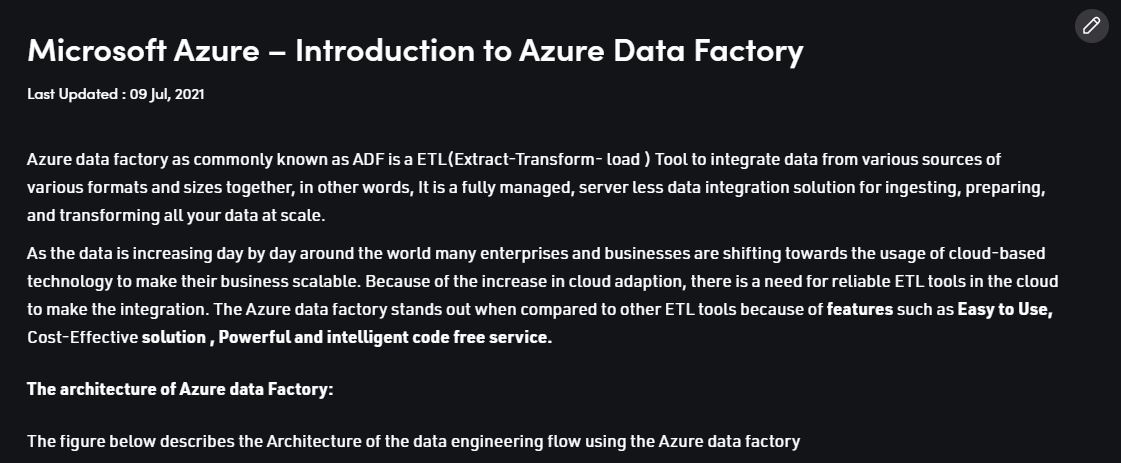 Microsoft Azure – Introduction to Azure Data Factory
Last Updated : 09 Jul, 2021
Azure data factory as commonly known as ADF is a ETL(Extract-Transform- load ) Tool to integrate data from various sources of
various formats and sizes together, in other words, It is a fully managed, server less data integration solution for ingesting, preparing,
and transforming all your data at scale.
As the data is increasing day by day around the world many enterprises and businesses are shifting towards the usage of cloud-based
technology to make their business scalable. Because of the increase in cloud adaption, there is a need for reliable ETL tools in the cloud
to make the integration. The Azure data factory stands out when compared to other ETL tools because of features such as Easy to Use,
Cost-Effective solution , Powerful and intelligent code free service.
The architecture of Azure data Factory:
The figure below describes the Architecture of the data engineering flow using the Azure data factory